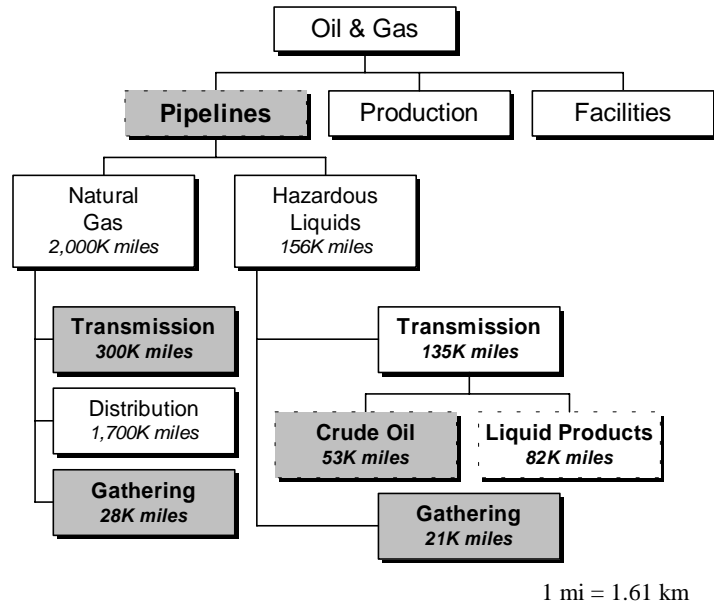 Oil & Gas
Pipelines
Production
Facilities
Natural
Gas
2,000K miles
Hazardous
Liquids
156K miles
Transmission
300K miles
Distribution
1,700K miles
Gathering
28K miles
Transmission
135K miles
Crude Oil
53K miles
Liquid Products
82K miles
Gathering
21K miles
1 mi = 1.61 km